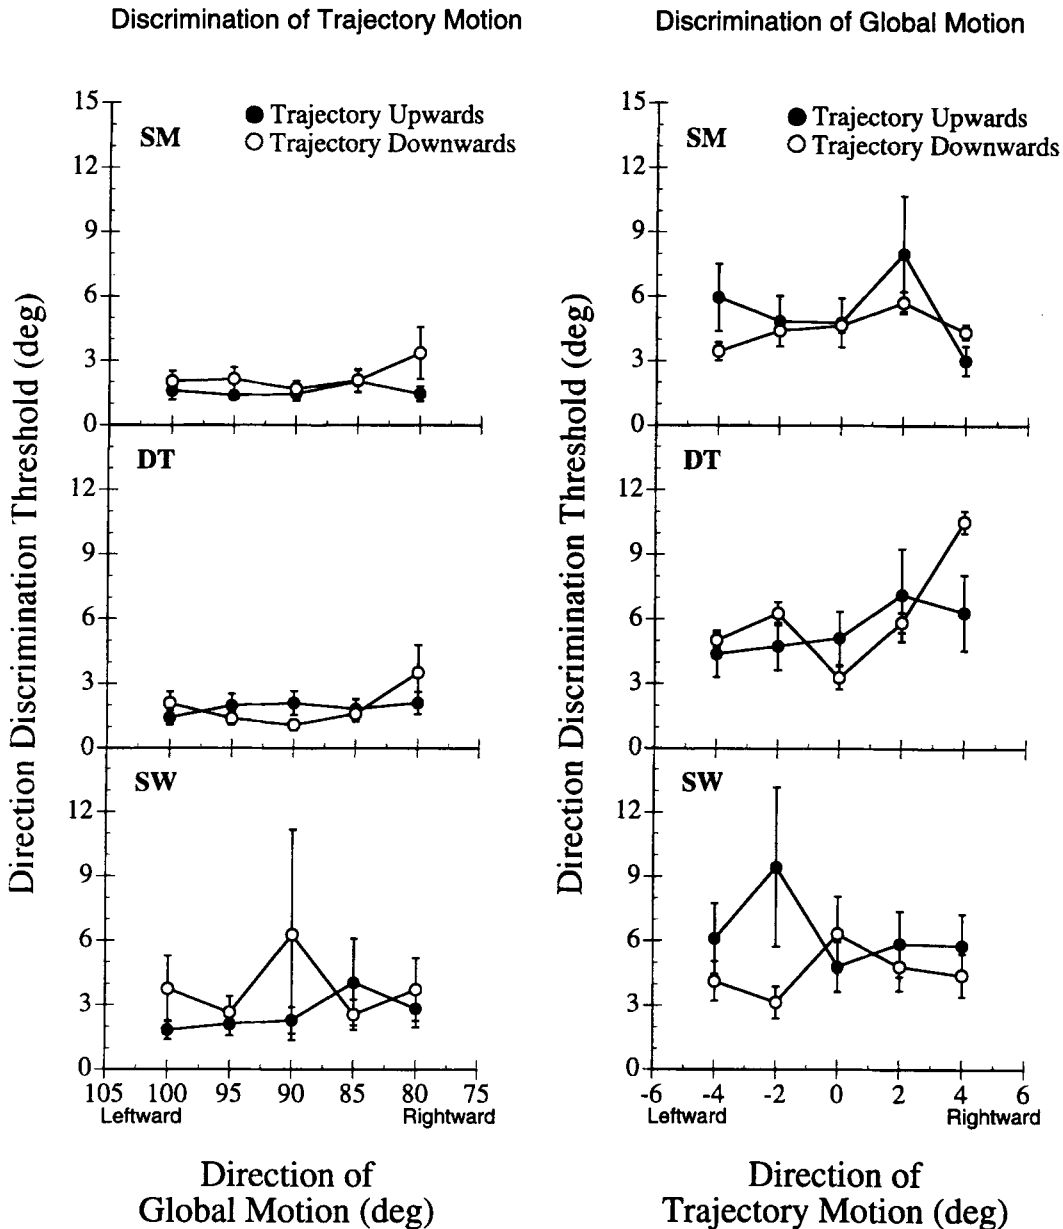 Discrimination of Trajectory Motion
Discrimination of Global Motion
15
SM
● Trajectory Upwards
○ Trajectory Downwards
12
9
6
3
0
DT
12
9
6
3
0
SW
12
9
6
3
0
105 100 95 90 85 80 75
Leftward Rightward
Direction Discrimination Threshold (deg)
Direction of
Global Motion (deg)
15
SM
● Trajectory Upwards
○ Trajectory Downwards
12
9
6
3
0
DT
12
9
6
3
0
SW
12
9
6
3
0
-6 -4 -2 0 2 4 6
Leftward Rightward
Direction Discrimination Threshold (deg)
Direction of
Trajectory Motion (deg)